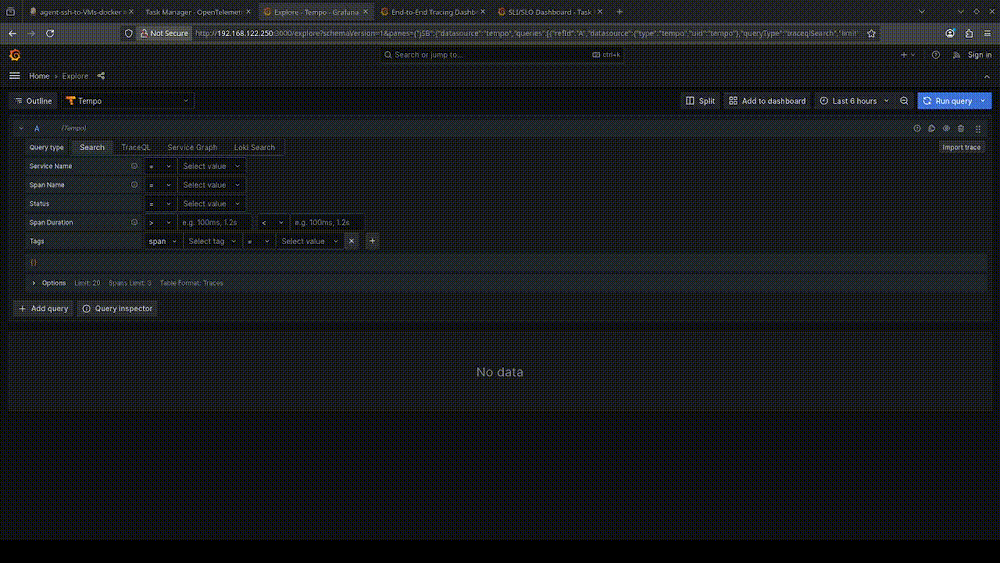 agent-ssh-to-VMs-docker Task Manager - OpenTelemet Explore - Tempo - Grafana End-to-End Tracing Dashb SLI/SLO Dashboard - Task
Not Secure http://192.168.122.250:3000/explore?schemaVersion=1&panes={"jSB":{"datasource":"tempo","queries":[{"refId":"A","datasource":{"type":"tempo","uid":"tempo"},"queryType":"traceqlSearch","limit"
Search or jump to... ctrl+k Sign in
Home › Explore
Outline Tempo Split Add to dashboard Last 6 hours Run query
A (Tempo)
Query type Search TraceQL Service Graph Loki Search Import trace
Service Name = Select value
Span Name = Select value
Status = Select value
Span Duration > e.g. 100ms, 1.2s < e.g. 100ms, 1.2s
Tags span Select tag = Select value × +
{}
Options Limit: 20 Spans Limit: 3 Table Format: Traces
+ Add query Query inspector
No data